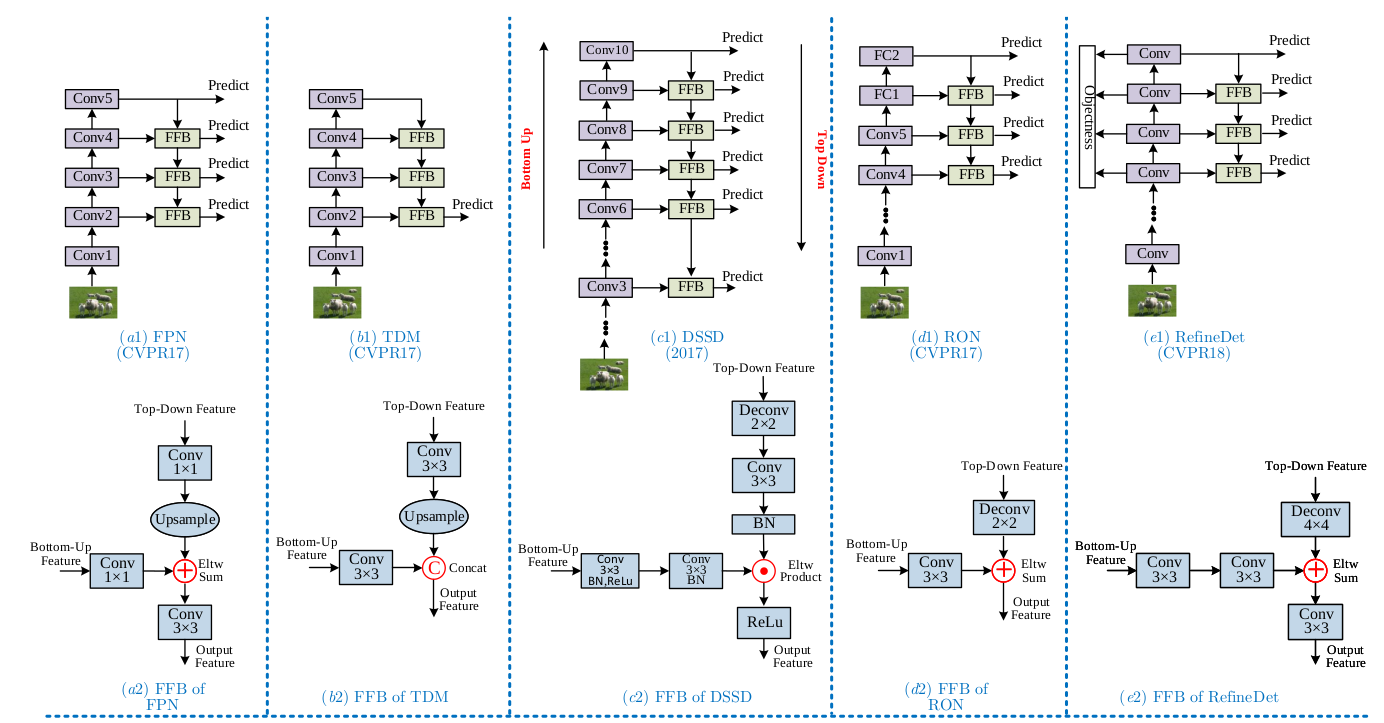 Conv5
Predict
Conv4
FFB
Predict
Conv3
FFB
Predict
Conv2
FFB
Predict
Conv1
(a1) FPN
(CVPR17)
Conv5
Conv4
FFB
Conv3
FFB
Conv2
FFB
Predict
Conv1
(b1) TDM
(CVPR17)
Bottom Up
Conv10
Predict
Conv9
FFB
Predict
Conv8
FFB
Predict
Conv7
FFB
Predict
Conv6
FFB
Predict
Conv3
FFB
Predict
Top Down
(c1) DSSD
(2017)
FC2
Predict
FC1
FFB
Predict
Conv5
FFB
Predict
Conv4
FFB
Predict
Conv1
(d1) RON
(CVPR17)
Objectness
Conv
Predict
Conv
FFB
Predict
Conv
FFB
Predict
Conv
FFB
Predict
Conv
(e1) RefineDet
(CVPR18)
Top-Down Feature
Conv
1×1
Upsample
Bottom-Up
Feature
Conv
1×1
Eltw
Sum
Conv
3×3
Output
Feature
(a2) FFB of
FPN
Top-Down Feature
Conv
3×3
Upsample
Bottom-Up
Feature
Conv
3×3
C
Concat
Output
Feature
(b2) FFB of TDM
Top-Down Feature
Deconv
2×2
Conv
3×3
BN
Bottom-Up
Feature
Conv
3×3
BN,ReLu
Conv
3×3
BN
Eltw
Product
ReLu
Output
Feature
(c2) FFB of DSSD
Top-Down Feature
Deconv
2×2
Bottom-Up
Feature
Conv
3×3
Eltw
Sum
Output
Feature
(d2) FFB of
RON
Top-Down Feature
Deconv
4×4
Bottom-Up
Feature
Conv
3×3
Conv
3×3
Eltw
Sum
Conv
3×3
Output
Feature
(e2) FFB of RefineDet